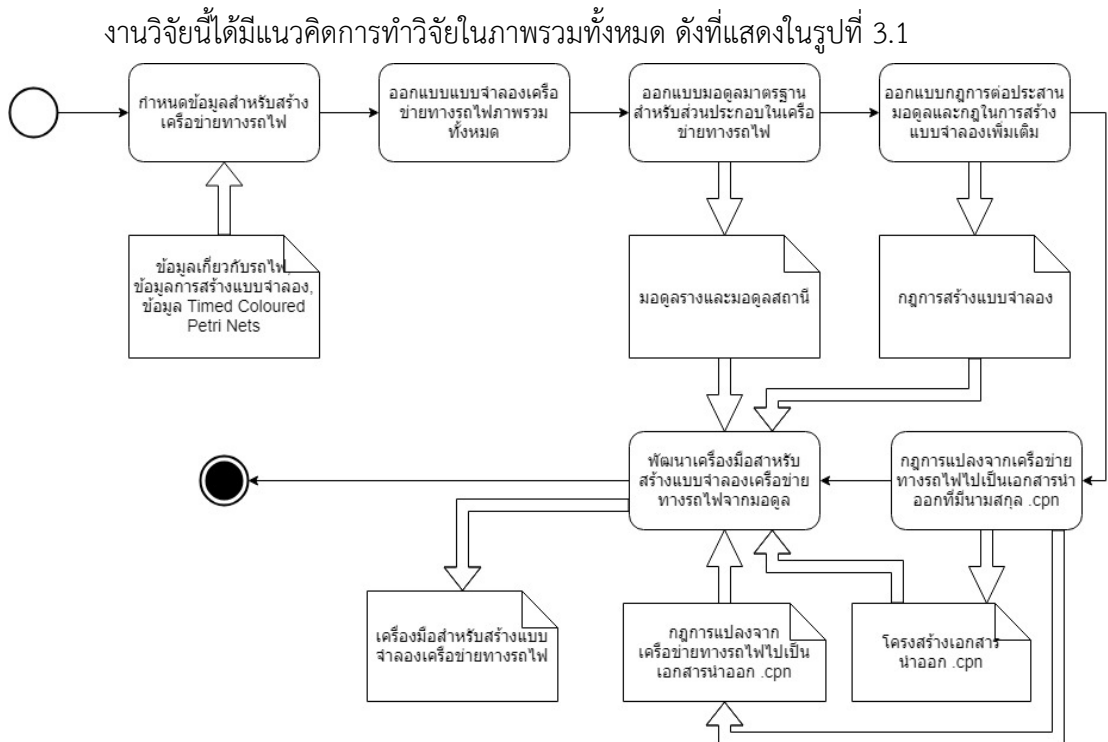 งานวิจัยนี้ได้มีแนวคิดการทำวิจัยในภาพรวมทั้งหมด ดังที่แสดงในรูปที่ 3.1
กำหนดข้อมูลสำหรับสร้าง
เครือข่ายทางรถไฟ
ออกแบบแบบจำลองเครือ
ข่ายทางรถไฟภาพรวม
ทั้งหมด
ออกแบบมอดูลมาตรฐาน
สำหรับส่วนประกอบในเครือ
ข่ายทางรถไฟ
ออกแบบกฎการต่อประสาน
มอดูลและกฎในการสร้าง
แบบจำลองเพิ่มเติม
ข้อมูลเกี่ยวกับรถไฟ,
ข้อมูลการสร้างแบบจำลอง,
ข้อมูล Timed Coloured
Petri Nets
มอดูลรางและมอดูลสถานี
กฎการสร้างแบบจำลอง
พัฒนาเครื่องมือสาหรับ
สร้างแบบจำลองเครือข่าย
ทางรถไฟจากมอดูล
กฎการแปลงจากเครือข่าย
ทางรถไฟไปเป็นเอกสารนำ
ออกที่มีนามสกุล .cpn
เครื่องมือสำหรับสร้างแบบ
จำลองเครือข่ายทางรถไฟ
กฎการแปลงจาก
เครือข่ายทางรถไฟไปเป็น
เอกสารนำออก .cpn
โครงสร้างเอกสาร
นำออก .cpn